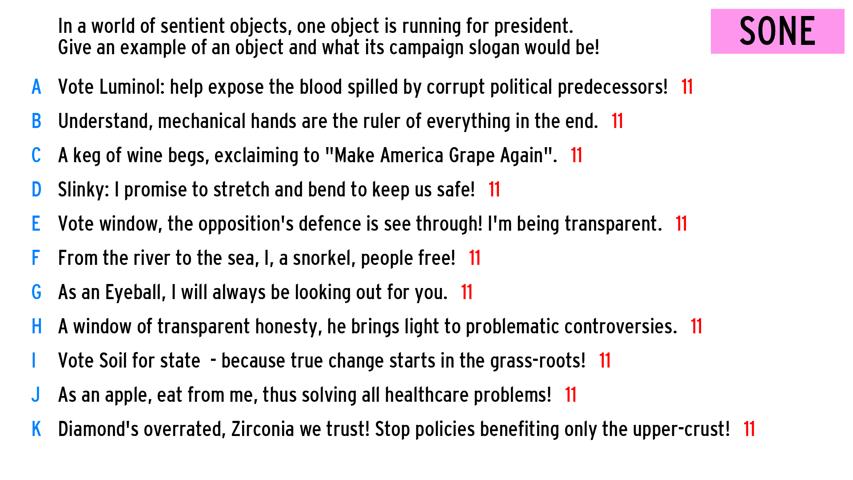 In a world of sentient objects, one object is running for president.
Give an example of an object and what its campaign slogan would be!
SONE
A Vote Luminol: help expose the blood spilled by corrupt political predecessors! 11
B Understand, mechanical hands are the ruler of everything in the end. 11
C A keg of wine begs, exclaiming to "Make America Grape Again". 11
D Slinky: I promise to stretch and bend to keep us safe! 11
E Vote window, the opposition's defence is see through! I'm being transparent. 11
F From the river to the sea, I, a snorkel, people free! 11
G As an Eyeball, I will always be looking out for you. 11
H A window of transparent honesty, he brings light to problematic controversies. 11
I Vote Soil for state - because true change starts in the grass-roots! 11
J As an apple, eat from me, thus solving all healthcare problems! 11
K Diamond's overrated, Zirconia we trust! Stop policies benefiting only the upper-crust! 11